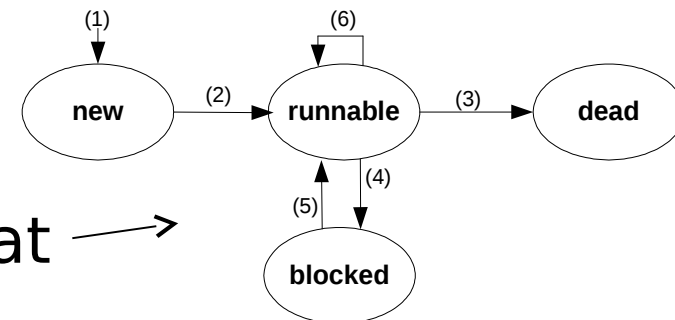 (1)
(6)
new
(2)
runnable
(3)
dead
(4)
(5)
at
blocked